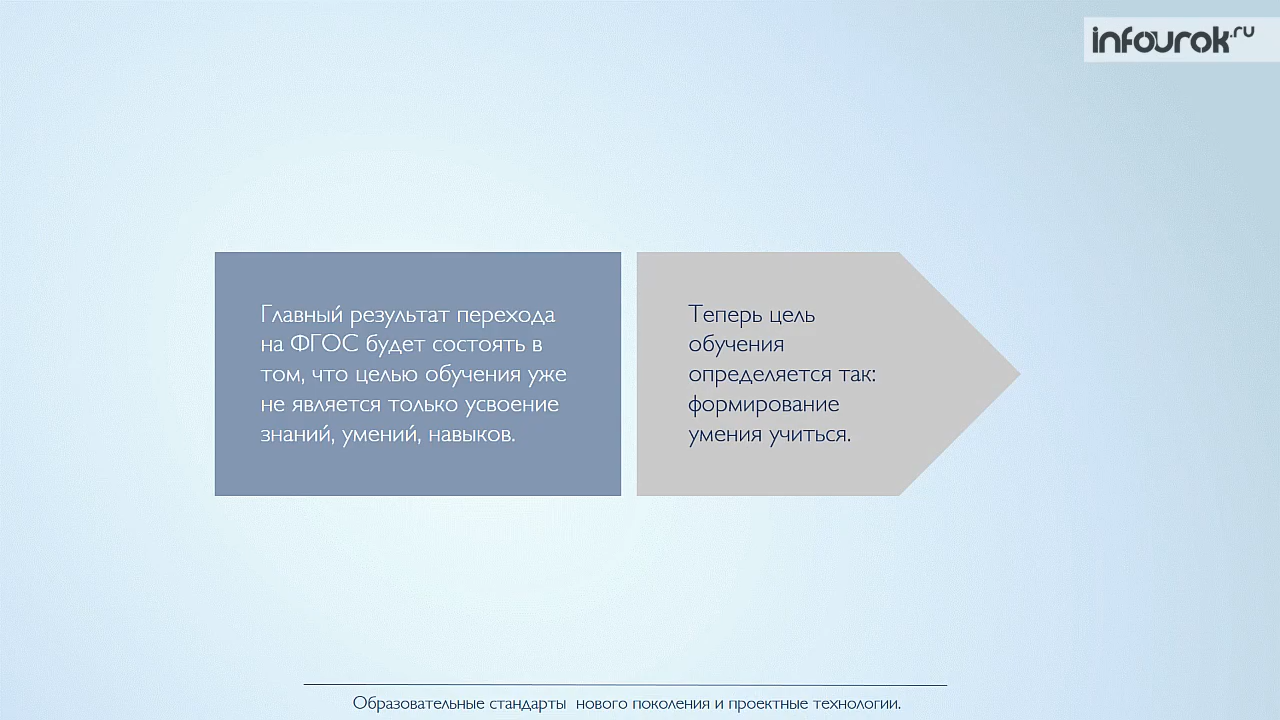 infourok.ru
Главный результат перехода
на ФГОС будет состоять в
том, что целью обучения уже
не является только усвоение
знаний, умений, навыков.
Теперь цель
обучения
определяется так:
формирование
умения учиться.
Образовательные стандарты  нового поколения и проектные технологии.